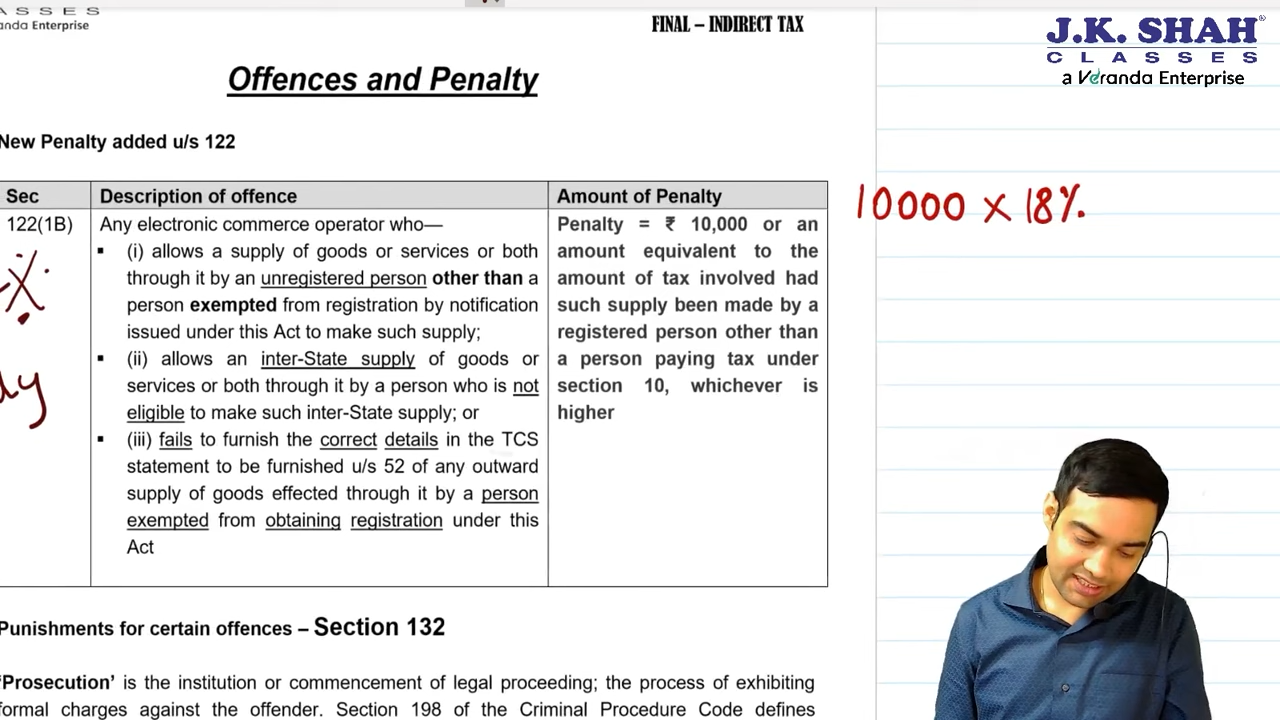 A S S E S
anda Enterprise
FINAL – INDIRECT TAX
J.K. SHAH®
C L A S S E S
a Veranda Enterprise
Offences and Penalty
New Penalty added u/s 122
Sec
Description of offence
Amount of Penalty
122(1B)
Any electronic commerce operator who—
▪ (i) allows a supply of goods or services or both
through it by an unregistered person other than a
person exempted from registration by notification
issued under this Act to make such supply;
▪ (ii) allows an inter-State supply of goods or
services or both through it by a person who is not
eligible to make such inter-State supply; or
▪ (iii) fails to furnish the correct details in the TCS
statement to be furnished u/s 52 of any outward
supply of goods effected through it by a person
exempted from obtaining registration under this
Act
Penalty = ₹ 10,000 or an
amount equivalent to the
amount of tax involved had
such supply been made by a
registered person other than
a person paying tax under
section 10, whichever is
higher
10000 × 18%
Punishments for certain offences – Section 132
'Prosecution' is the institution or commencement of legal proceeding; the process of exhibiting
formal charges against the offender. Section 198 of the Criminal Procedure Code defines